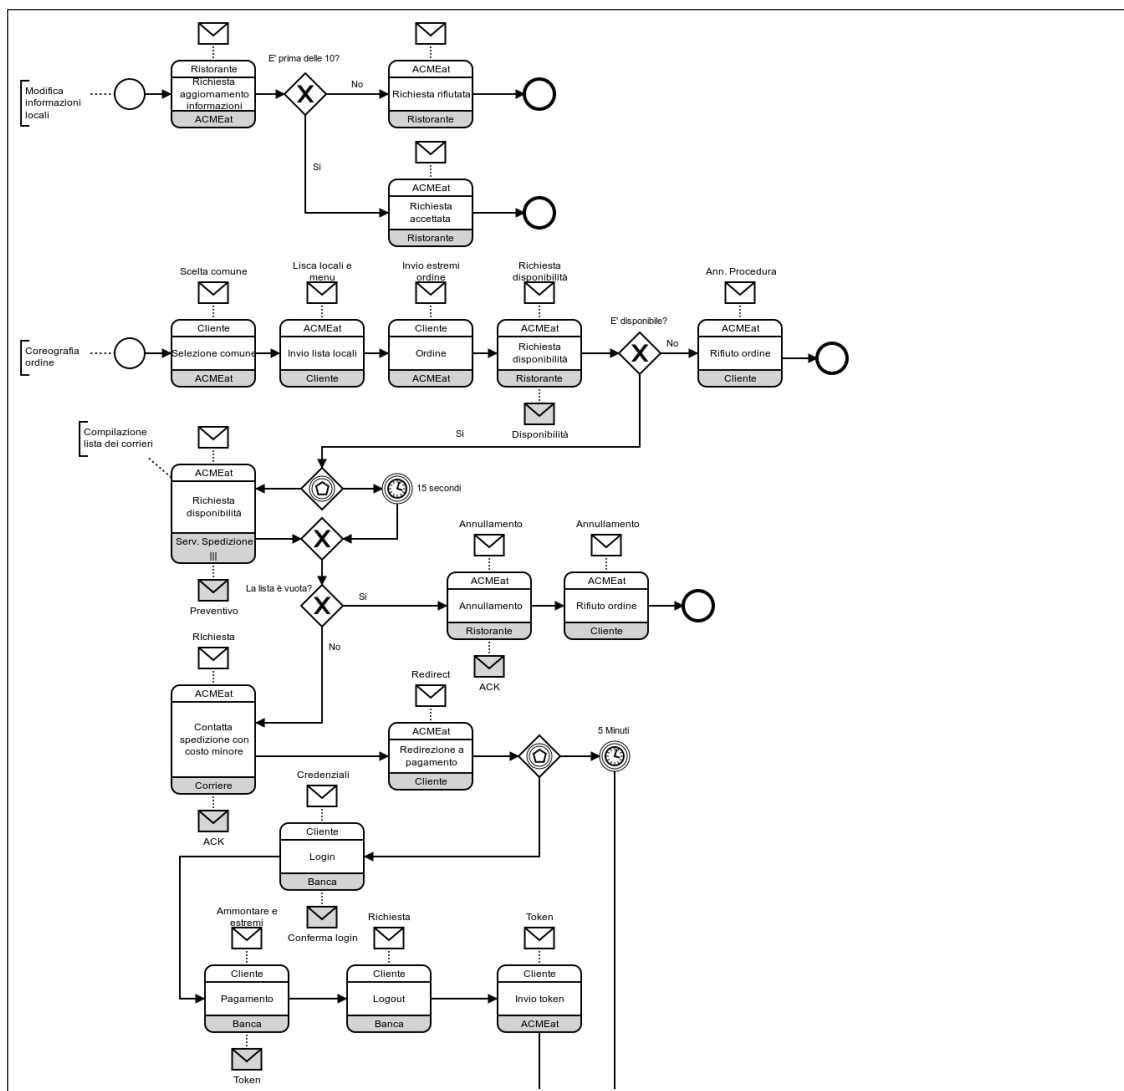 Modifica
informazioni
locali
Ristorante
Richiesta
aggiornamento
informazioni
ACMEat
E' prima delle 10?
No
ACMEat
Richiesta rifiutata
Ristorante
Sì
ACMEat
Richiesta
accettata
Ristorante
Coreografia
ordine
Scelta comune
Cliente
Selezione comune
ACMEat
Lisca locali e
menu
ACMEat
Invio lista locali
Cliente
Invio estremi
ordine
Cliente
Ordine
ACMEat
Richiesta
disponibilità
ACMEat
Richiesta
disponibilità
Ristorante
Disponibilità
E' disponibile?
No
Ann. Procedura
ACMEat
Rifiuto ordine
Cliente
Sì
Compilazione
lista dei corrieri
ACMEat
Richiesta
disponibilità
Serv. Spedizione
Preventivo
15 secondi
La lista è vuota?
Si
Annullamento
ACMEat
Annullamento
Ristorante
ACK
Annullamento
ACMEat
Rifiuto ordine
Cliente
No
RIchiesta
ACMEat
Contatta
spedizione con
costo minore
Corriere
ACK
Redirect
ACMEat
Redirezione a
pagamento
Cliente
5 Minuti
Credenziali
Cliente
Login
Banca
Conferma login
Ammontare e
estremi
Cliente
Pagamento
Banca
Token
Richiesta
Cliente
Logout
Banca
Token
Cliente
Invio token
ACMEat